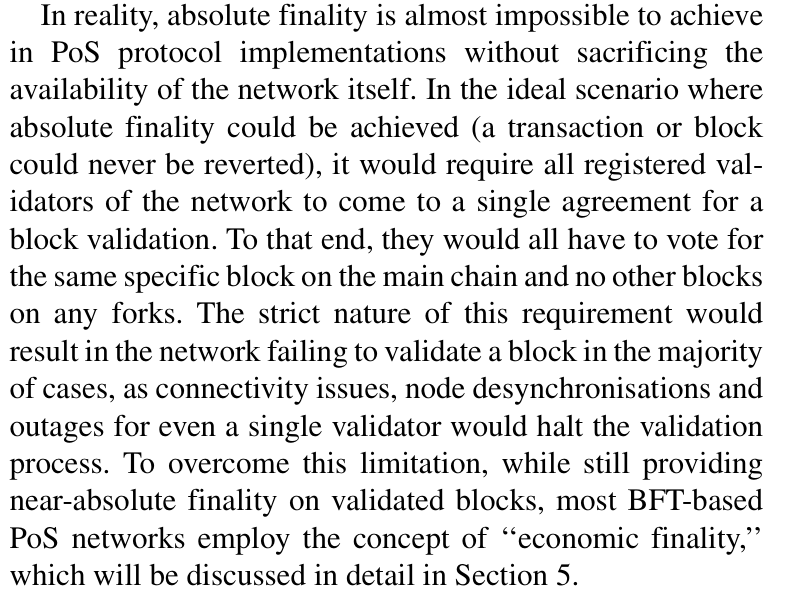 In reality, absolute finality is almost impossible to achieve
in PoS protocol implementations without sacrificing the
availability of the network itself. In the ideal scenario where
absolute finality could be achieved (a transaction or block
could never be reverted), it would require all registered val-
idators of the network to come to a single agreement for a
block validation. To that end, they would all have to vote for
the same specific block on the main chain and no other blocks
on any forks. The strict nature of this requirement would
result in the network failing to validate a block in the majority
of cases, as connectivity issues, node desynchronisations and
outages for even a single validator would halt the validation
process. To overcome this limitation, while still providing
near-absolute finality on validated blocks, most BFT-based
PoS networks employ the concept of ‘‘economic finality,’’
which will be discussed in detail in Section 5.